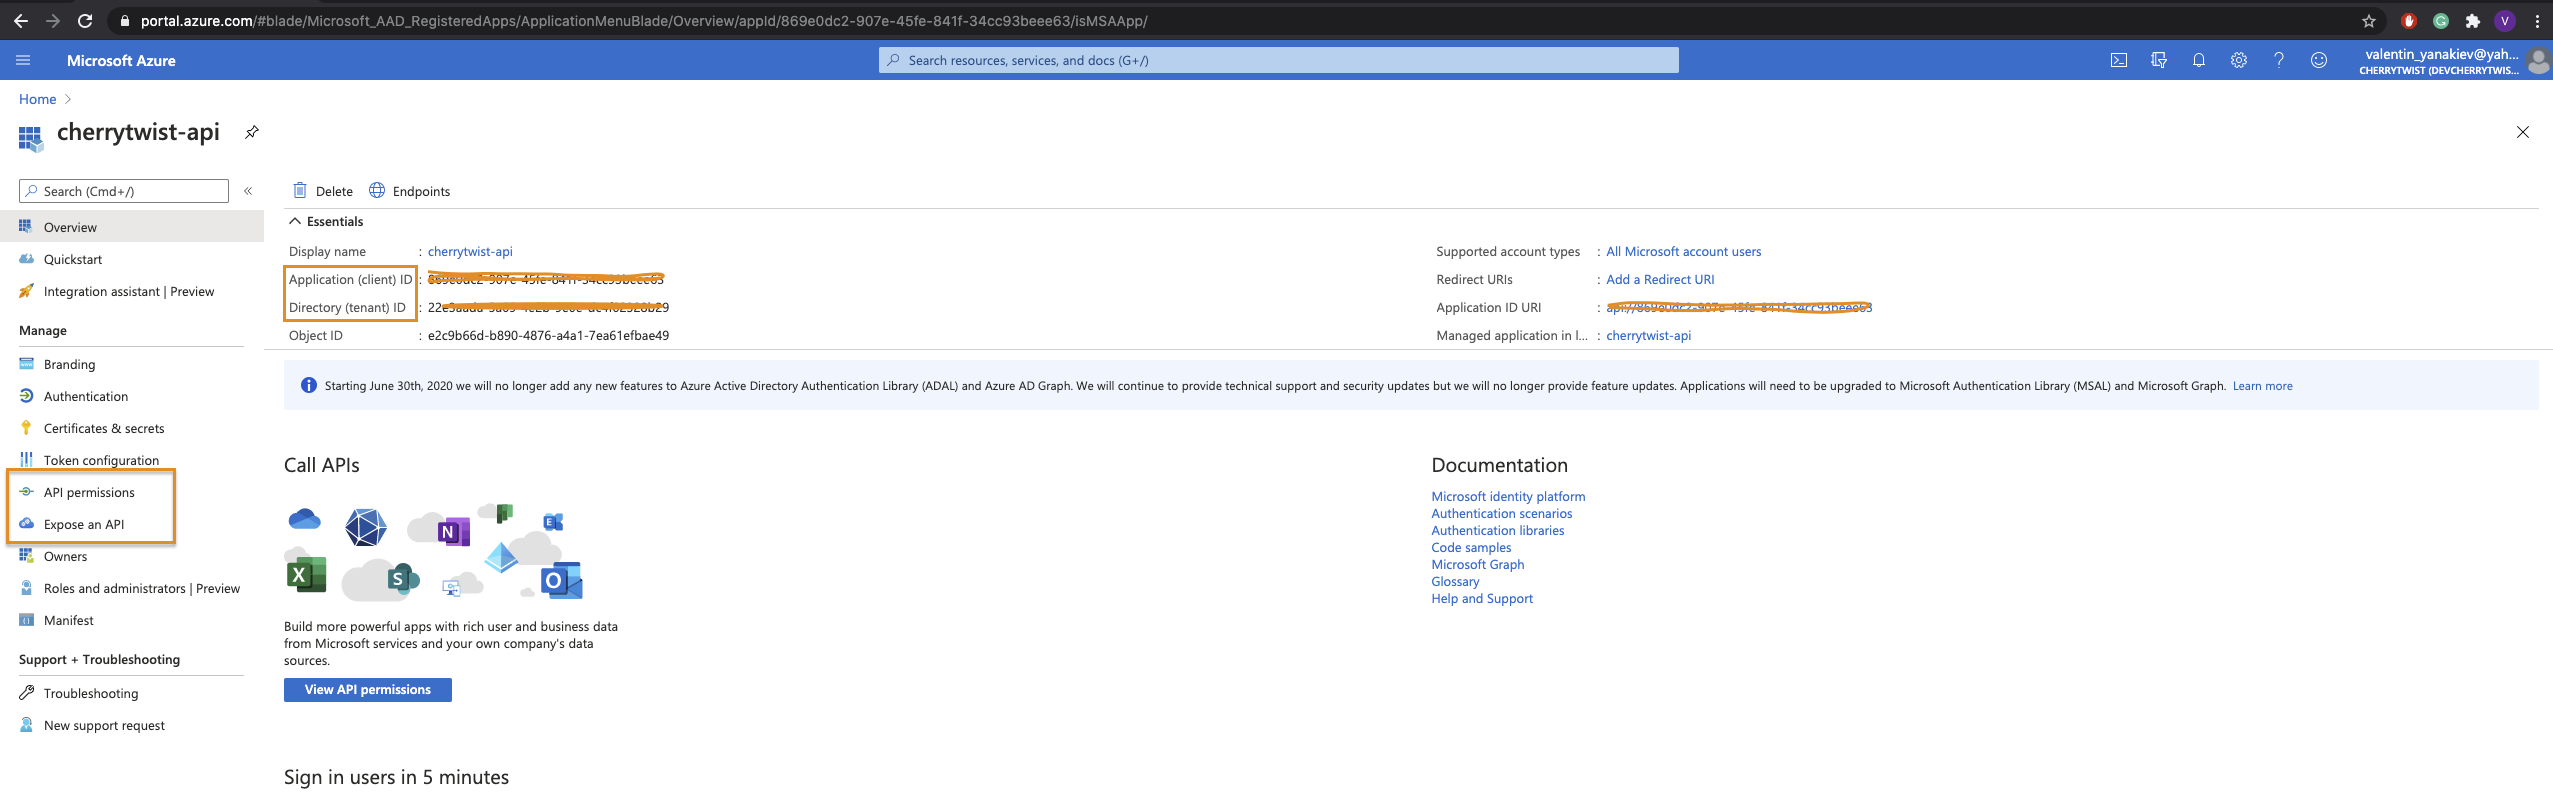 portal.azure.com/#blade/Microsoft_AAD_RegisteredApps/ApplicationMenuBlade/Overview/appId/869e0dc2-907e-45fe-841f-34cc93beee63/isMSAApp/
V
Microsoft Azure
Search resources, services, and docs (G+/)
valentin_yanakiev@yah...
CHERRYTWIST (DEVCHERRYTWIS...
Home
cherrytwist-api
Search (Cmd+/)
Overview
Quickstart
Integration assistant | Preview
Manage
Branding
Authentication
Certificates & secrets
Token configuration
API permissions
Expose an API
Owners
Roles and administrators | Preview
Manifest
Support + Troubleshooting
Troubleshooting
New support request
Delete
Endpoints
Essentials
Display name : cherrytwist-api
Application (client) ID :
Directory (tenant) ID :
Object ID : e2c9b66d-b890-4876-a4a1-7ea61efbae49
Supported account types : All Microsoft account users
Redirect URIs : Add a Redirect URI
Application ID URI :
Managed application in l... : cherrytwist-api
Starting June 30th, 2020 we will no longer add any new features to Azure Active Directory Authentication Library (ADAL) and Azure AD Graph. We will continue to provide technical support and security updates but we will no longer provide feature updates. Applications will need to be upgraded to Microsoft Authentication Library (MSAL) and Microsoft Graph. Learn more
Call APIs
N
E
X
S
O
Build more powerful apps with rich user and business data
from Microsoft services and your own company's data
sources.
View API permissions
Documentation
Microsoft identity platform
Authentication scenarios
Authentication libraries
Code samples
Microsoft Graph
Glossary
Help and Support
Sign in users in 5 minutes